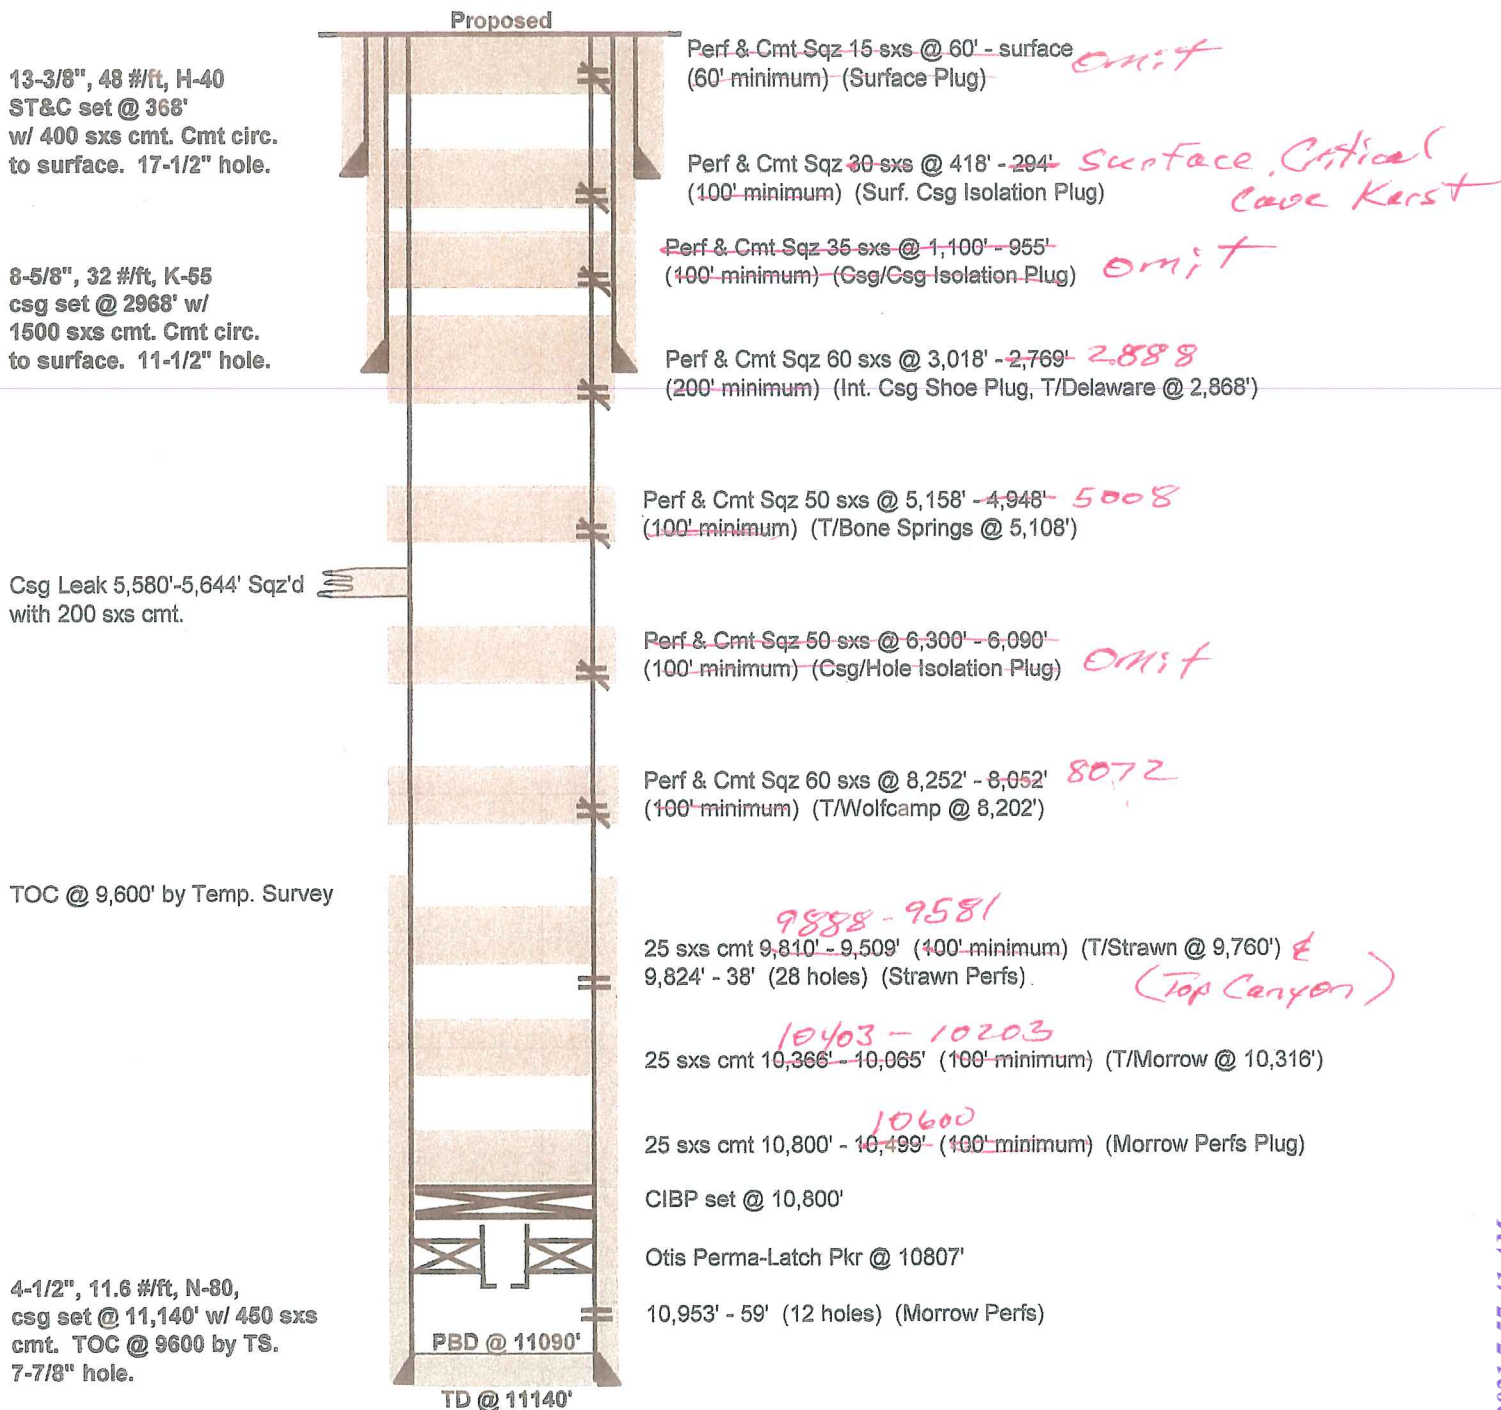 Proposed
13-3/8", 48 #/ft, H-40
ST&C set @ 368'
w/ 400 sxs cmt. Cmt circ.
to surface. 17-1/2" hole.
Perf & Cmt Sqz 15 sxs @ 60' - surface
(60' minimum) (Surface Plug)
omit
Perf & Cmt Sqz 30 sxs @ 418' - 294'
(100' minimum) (Surf. Csg Isolation Plug)
Surface. Critical
Cave Karst
8-5/8", 32 #/ft, K-55
csg set @ 2968' w/
1500 sxs cmt. Cmt circ.
to surface. 11-1/2" hole.
Perf & Cmt Sqz 35 sxs @ 1,100' - 955'
(100' minimum) (Csg/Csg Isolation Plug)
omit
Perf & Cmt Sqz 60 sxs @ 3,018' - 2,769' 2888
(200' minimum) (Int. Csg Shoe Plug, T/Delaware @ 2,868')
Perf & Cmt Sqz 50 sxs @ 5,158' - 4,948' 5008
(100' minimum) (T/Bone Springs @ 5,108')
Csg Leak 5,580'-5,644' Sqz'd
with 200 sxs cmt.
Perf & Cmt Sqz 50 sxs @ 6,300' - 6,090'
(100' minimum) (Csg/Hole Isolation Plug)
omit
Perf & Cmt Sqz 60 sxs @ 8,252' - 8,052' 8072
(100' minimum) (T/Wolfcamp @ 8,202')
TOC @ 9,600' by Temp. Survey
9888 - 9581
25 sxs cmt 9,810' - 9,509' (100' minimum) (T/Strawn @ 9,760') &
9,824' - 38' (28 holes) (Strawn Perfs)
(Top Canyon)
10403 - 10203
25 sxs cmt 10,366' - 10,065' (100' minimum) (T/Morrow @ 10,316')
10600
25 sxs cmt 10,800' - 10,499' (100' minimum) (Morrow Perfs Plug)
CIBP set @ 10,800'
Otis Perma-Latch Pkr @ 10807'
10,953' - 59' (12 holes) (Morrow Perfs)
4-1/2", 11.6 #/ft, N-80,
csg set @ 11,140' w/ 450 sxs
cmt. TOC @ 9600 by TS.
7-7/8" hole.
PBD @ 11090'
TD @ 11140'